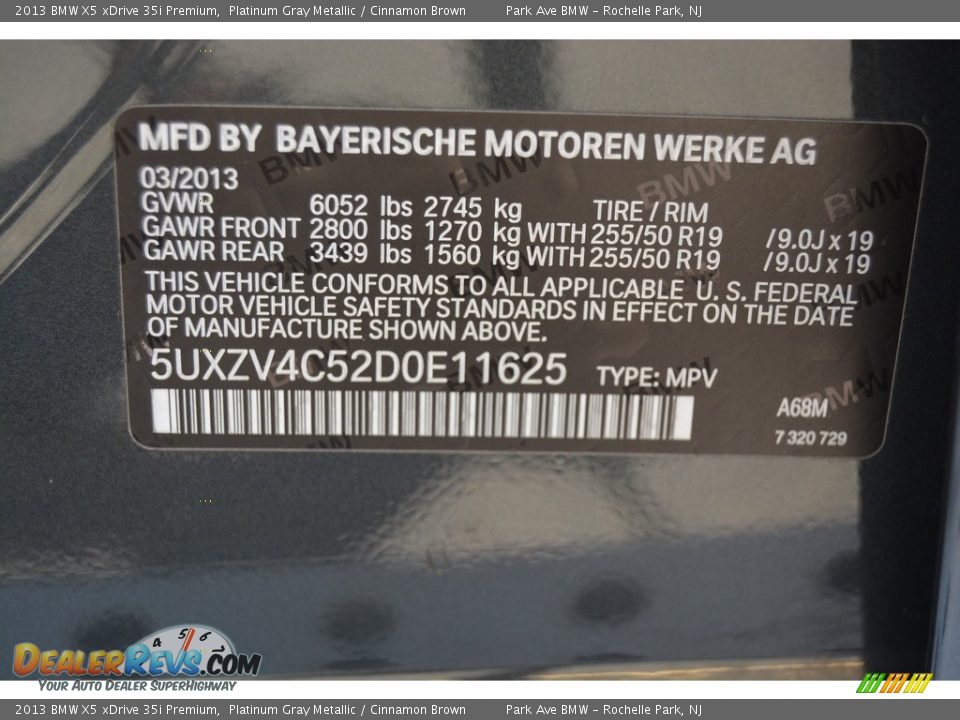 2013 BMW X5 xDrive 35i Premium, Platinum Gray Metallic / Cinnamon Brown Park Ave BMW - Rochelle Park, NJ
MFD BY BAYERISCHE MOTOREN WERKE AG
03/2013
GVWR 6052 lbs 2745 kg TIRE / RIM
GAWR FRONT 2800 lbs 1270 kg WITH 255/50 R19 /9.0J x 19
GAWR REAR 3439 lbs 1560 kg WITH 255/50 R19 /9.0J x 19
THIS VEHICLE CONFORMS TO ALL APPLICABLE U. S. FEDERAL
MOTOR VEHICLE SAFETY STANDARDS IN EFFECT ON THE DATE
OF MANUFACTURE SHOWN ABOVE.
5UXZV4C52D0E11625 TYPE: MPV
A68M
7 320 729
4 5 6
DEALERREVS.COM
YOUR AUTO DEALER SUPERHIGHWAY
2013 BMW X5 xDrive 35i Premium, Platinum Gray Metallic / Cinnamon Brown Park Ave BMW - Rochelle Park, NJ